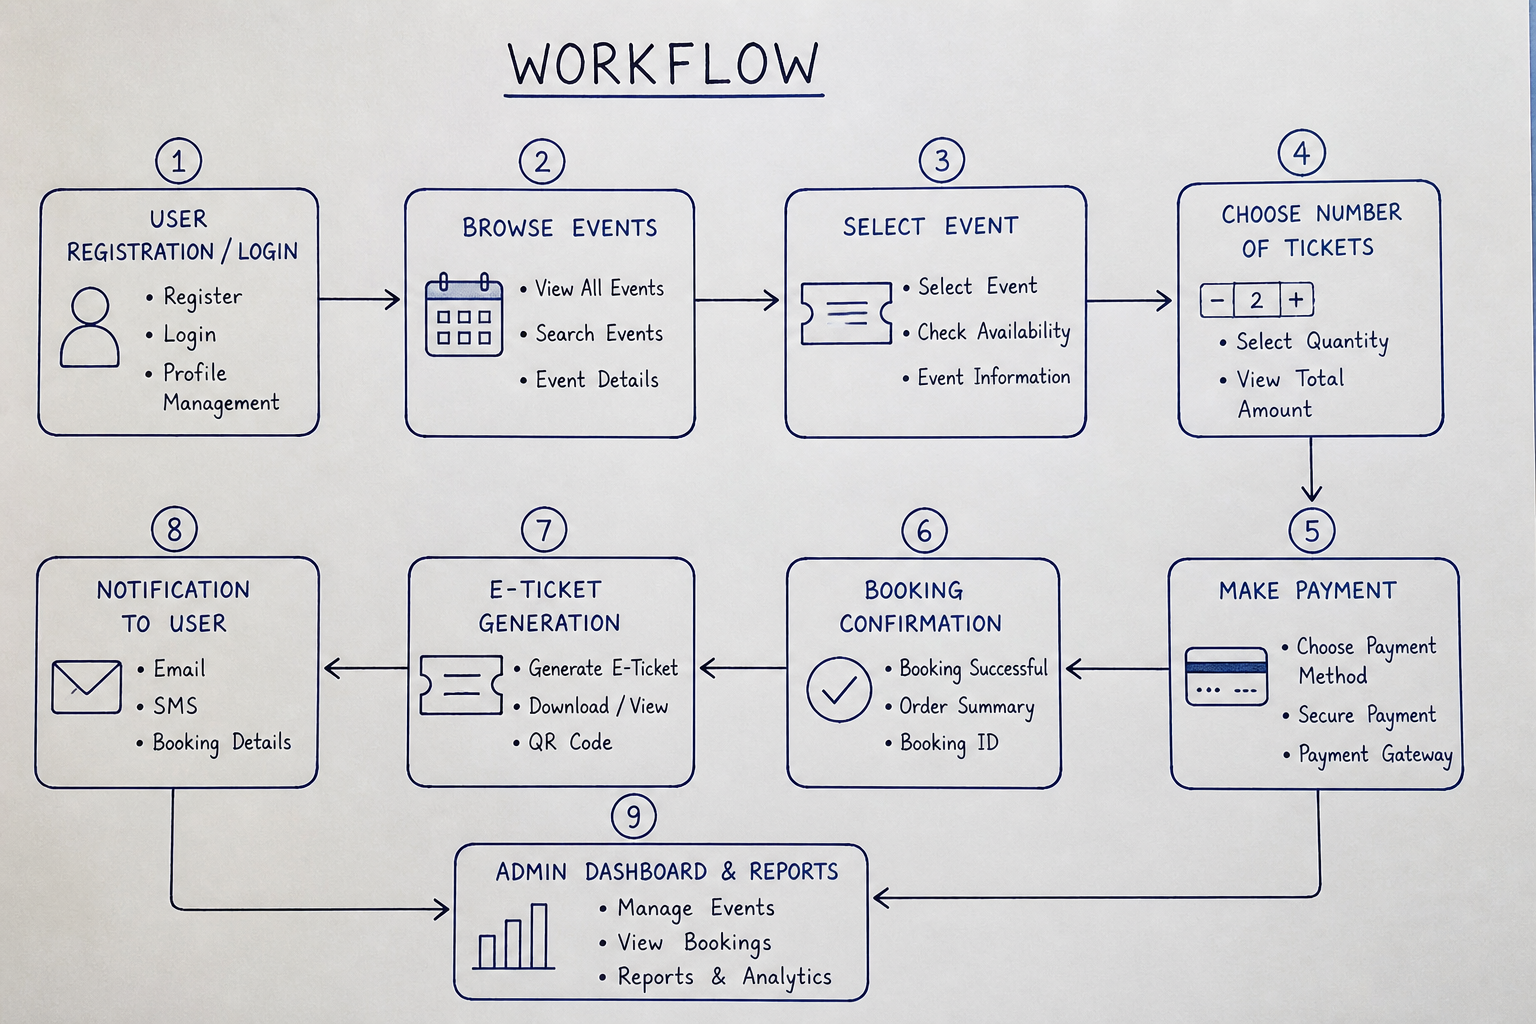 WORKFLOW
1
USER
REGISTRATION / LOGIN
• Register
• Login
• Profile
Management
2
BROWSE EVENTS
• View All Events
• Search Events
• Event Details
3
SELECT EVENT
• Select Event
• Check Availability
• Event Information
4
CHOOSE NUMBER
OF TICKETS
− 2 +
• Select Quantity
• View Total
Amount
5
MAKE PAYMENT
• Choose Payment
Method
• Secure Payment
• Payment Gateway
6
BOOKING
CONFIRMATION
• Booking Successful
• Order Summary
• Booking ID
7
E-TICKET
GENERATION
• Generate E-Ticket
• Download / View
• QR Code
8
NOTIFICATION
TO USER
• Email
• SMS
• Booking Details
9
ADMIN DASHBOARD & REPORTS
• Manage Events
• View Bookings
• Reports & Analytics